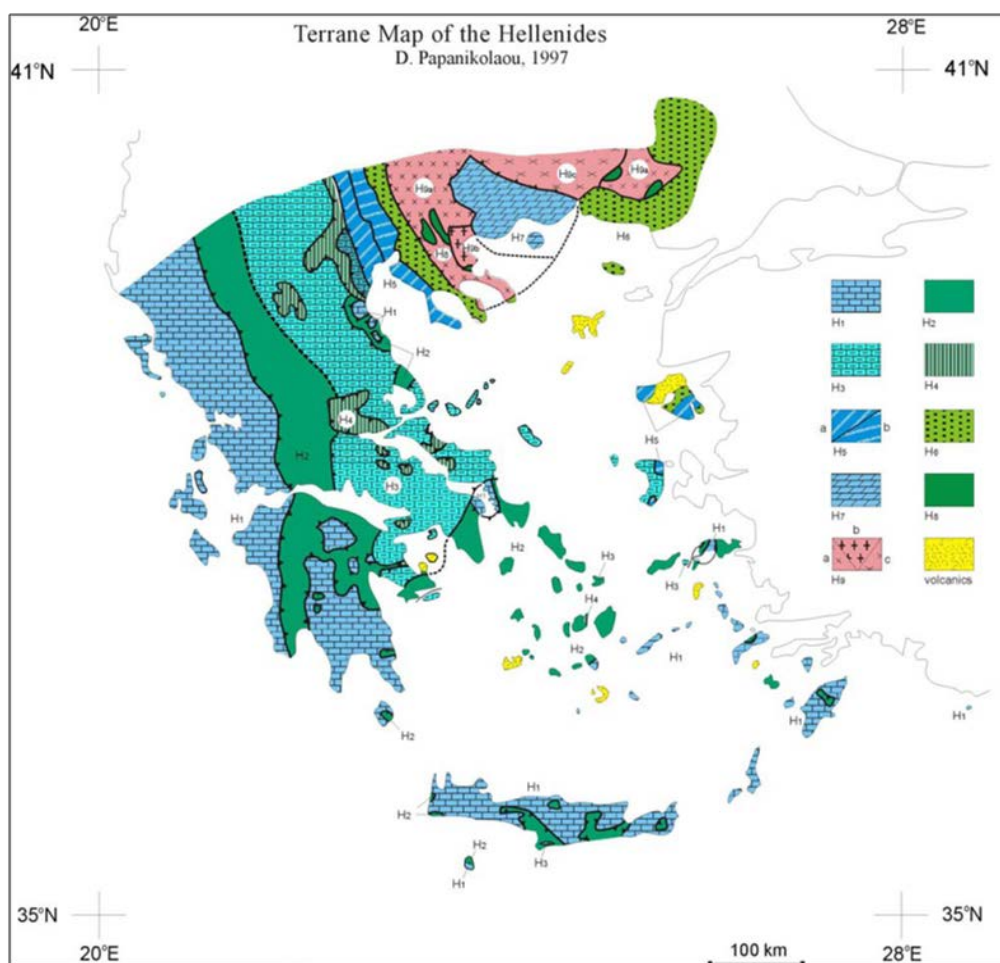 20°E
28°E
Terrane Map of the Hellenides
D. Papanikolaou, 1997
41°N
41°N
H9a
H9c
H9a
H7
H6
H8
H9b
H5
H1
H2
H4
H5
H3
H2
H1
H2
H1
H3
H3
H4
H2
H1
H1
H1
H2
H1
H2
H3
H2
H1
H1
H2
H3
H4
a
b
H5
H6
H7
H8
b
a
c
H9
volcanics
35°N
35°N
20°E
28°E
100 km